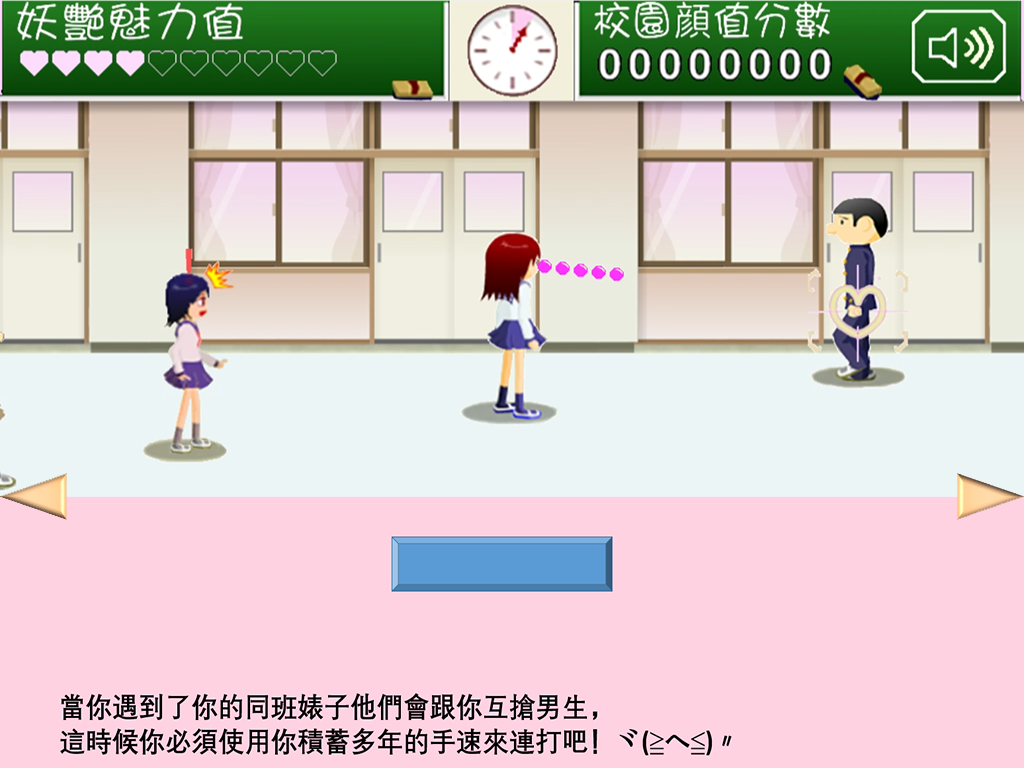 妖艷魅力值
校園顏值分數
00000000
當你遇到了你的同班婊子他們會跟你互搶男生，
這時候你必須使用你積蓄多年的手速來連打吧！ヾ(≧へ≦)〃